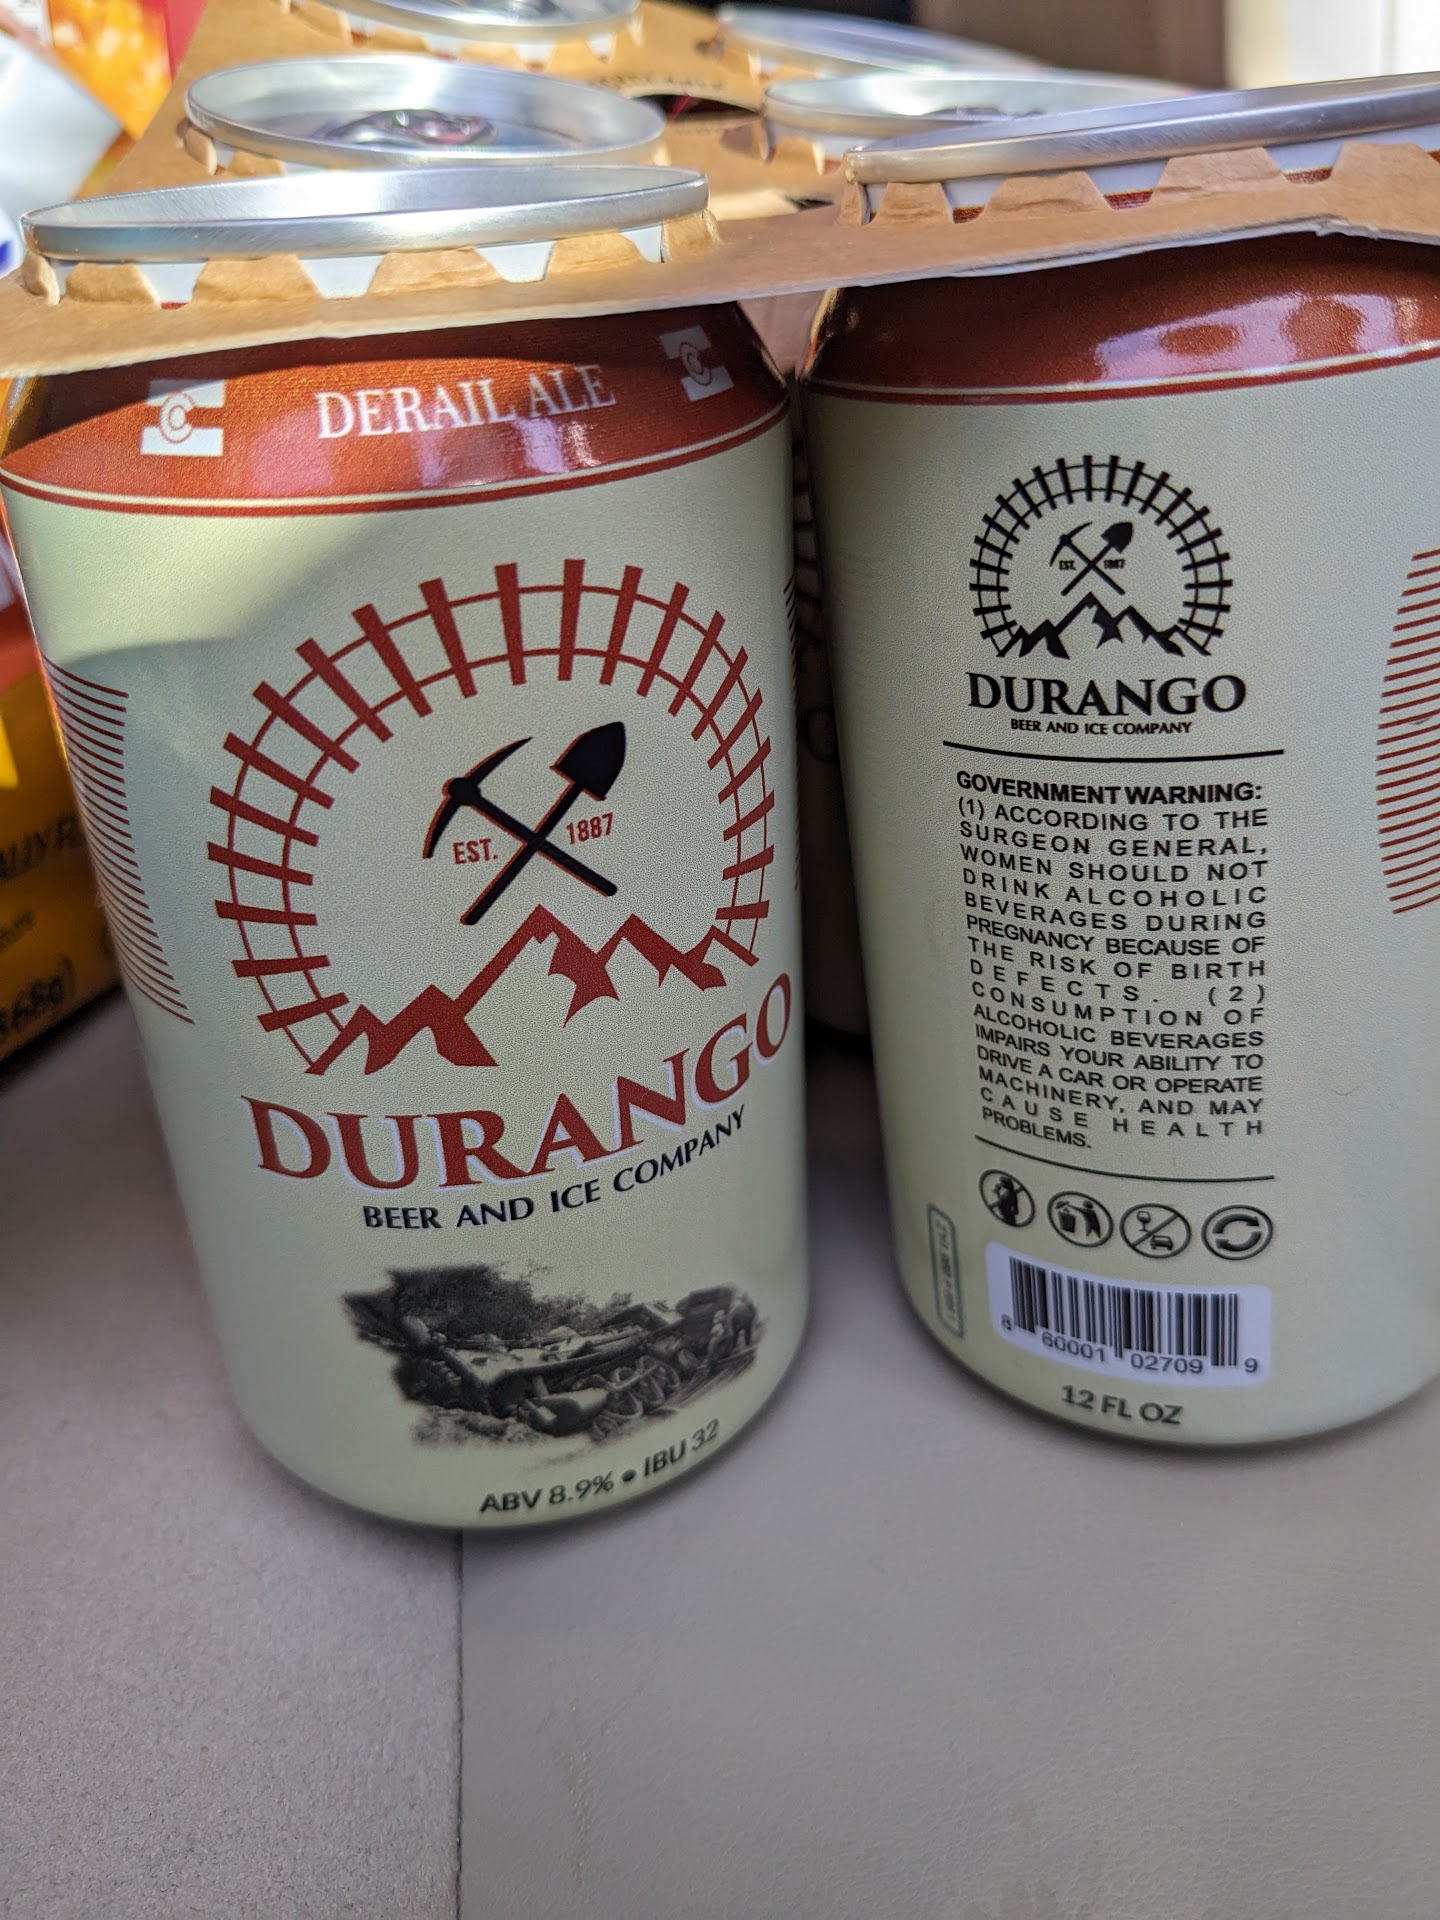 DERAIL ALE
EST. 1887
DURANGO
BEER AND ICE COMPANY
ABV 8.9% • IBU 32
EST. 1887
DURANGO
BEER AND ICE COMPANY
GOVERNMENT WARNING:
(1) ACCORDING TO THE
SURGEON GENERAL,
WOMEN SHOULD NOT
DRINK ALCOHOLIC
BEVERAGES DURING
PREGNANCY BECAUSE OF
THE RISK OF BIRTH
DEFECTS. (2)
CONSUMPTION OF
ALCOHOLIC BEVERAGES
IMPAIRS YOUR ABILITY TO
DRIVE A CAR OR OPERATE
MACHINERY, AND MAY
CAUSE HEALTH
PROBLEMS.
8 60001 02709 9
12 FL OZ